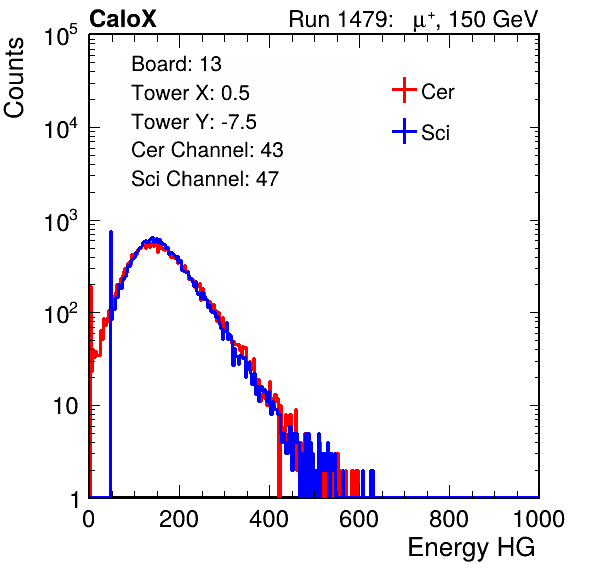 CaloX Run 1479: μ⁺, 150 GeV
Counts
10⁵
10⁴
10³
10²
10
1
Board: 13
Tower X: 0.5
Tower Y: -7.5
Cer Channel: 43
Sci Channel: 47
Cer
Sci
0 200 400 600 800 1000
Energy HG